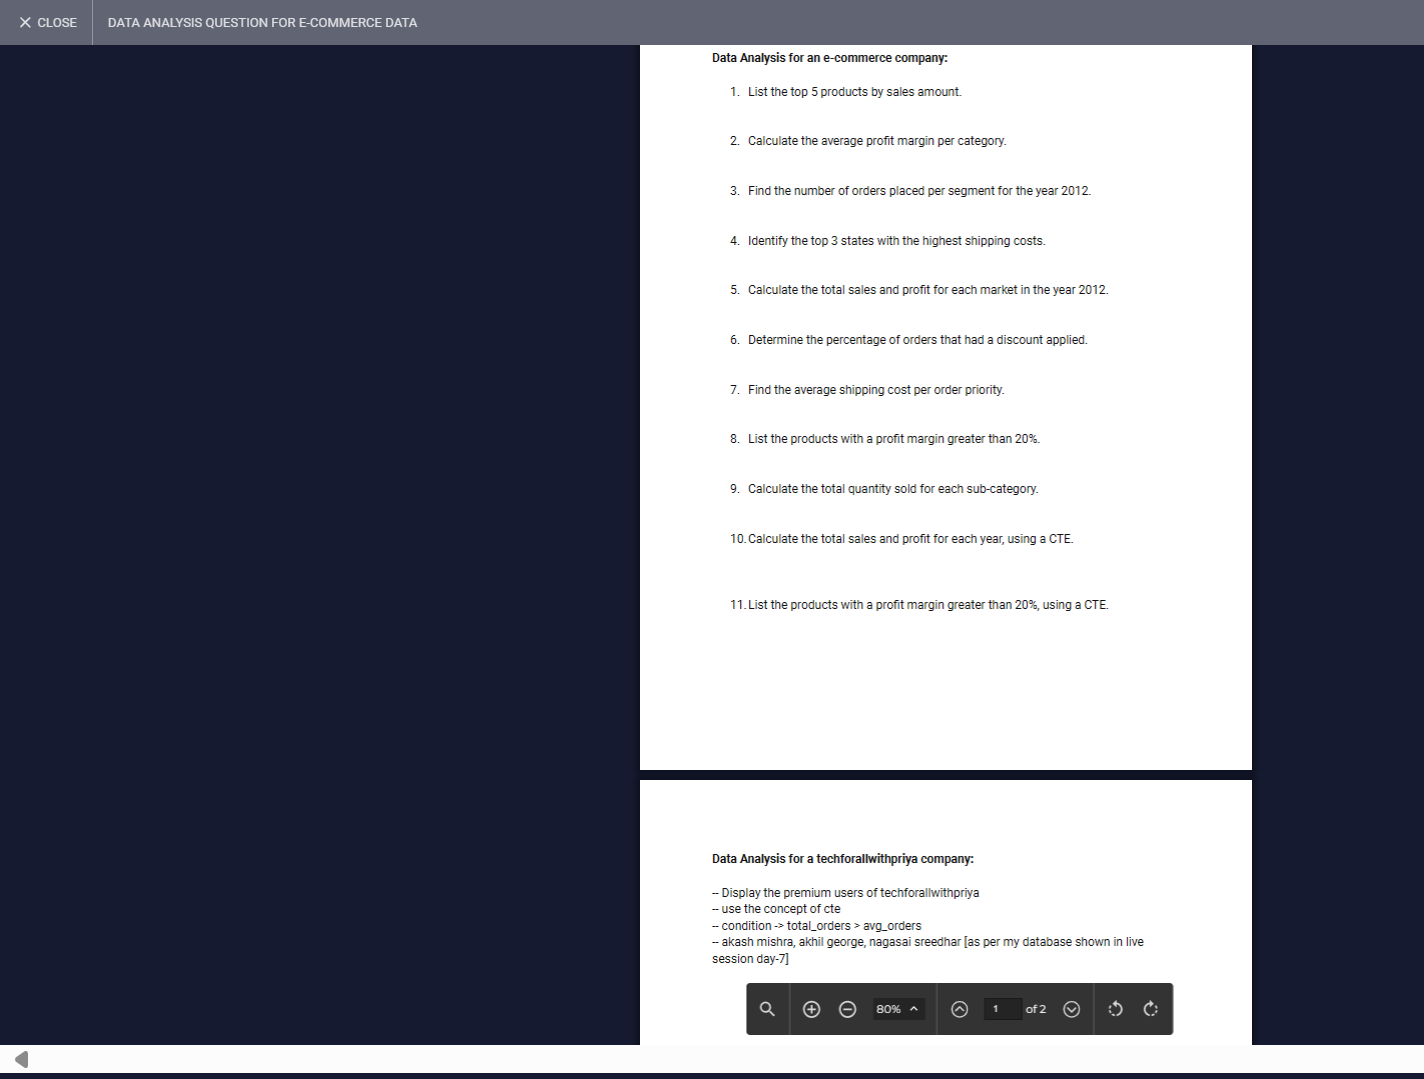 CLOSE
DATA ANALYSIS QUESTION FOR E-COMMERCE DATA
Data Analysis for an e-commerce company:
1. List the top 5 products by sales amount.
2. Calculate the average profit margin per category.
3. Find the number of orders placed per segment for the year 2012.
4. Identify the top 3 states with the highest shipping costs.
5. Calculate the total sales and profit for each market in the year 2012.
6. Determine the percentage of orders that had a discount applied.
7. Find the average shipping cost per order priority.
8. List the products with a profit margin greater than 20%.
9. Calculate the total quantity sold for each sub-category.
10. Calculate the total sales and profit for each year, using a CTE.
11. List the products with a profit margin greater than 20%, using a CTE.
Data Analysis for a techforallwithpriya company:
-- Display the premium users of techforallwithpriya
-- use the concept of cte
-- condition -> total_orders > avg_orders
-- akash mishra, akhil george, nagasai sreedhar [as per my database shown in live
session day-7]
80%
1 of 2